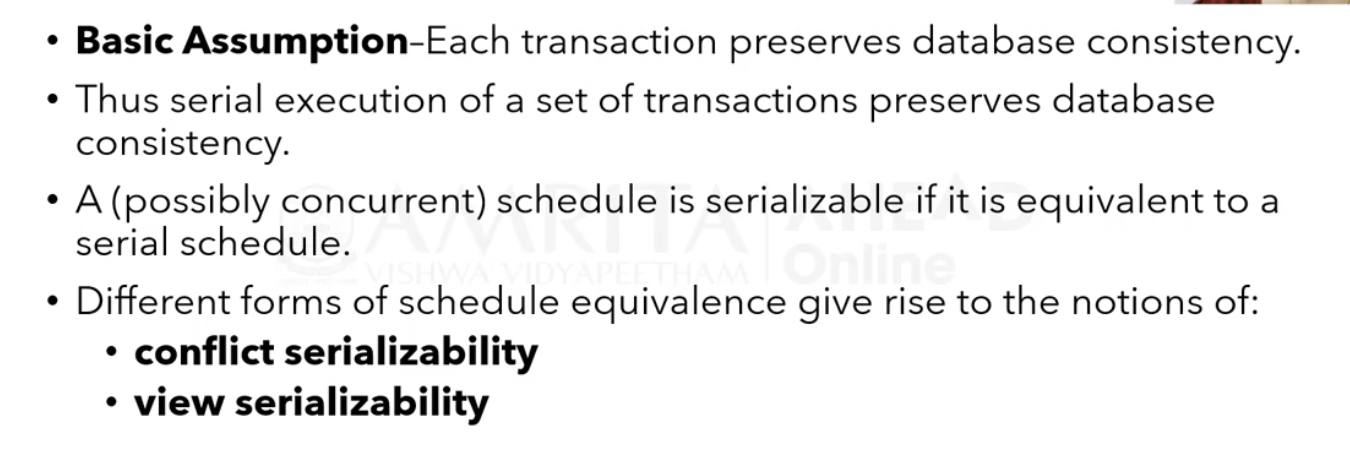 • Basic Assumption–Each transaction preserves database consistency.
• Thus serial execution of a set of transactions preserves database
consistency.
• A (possibly concurrent) schedule is serializable if it is equivalent to a
serial schedule.
• Different forms of schedule equivalence give rise to the notions of:
• conflict serializability
• view serializability
AMRITA
VISHWA VIDYAPEETHAM
AHEAD
Online